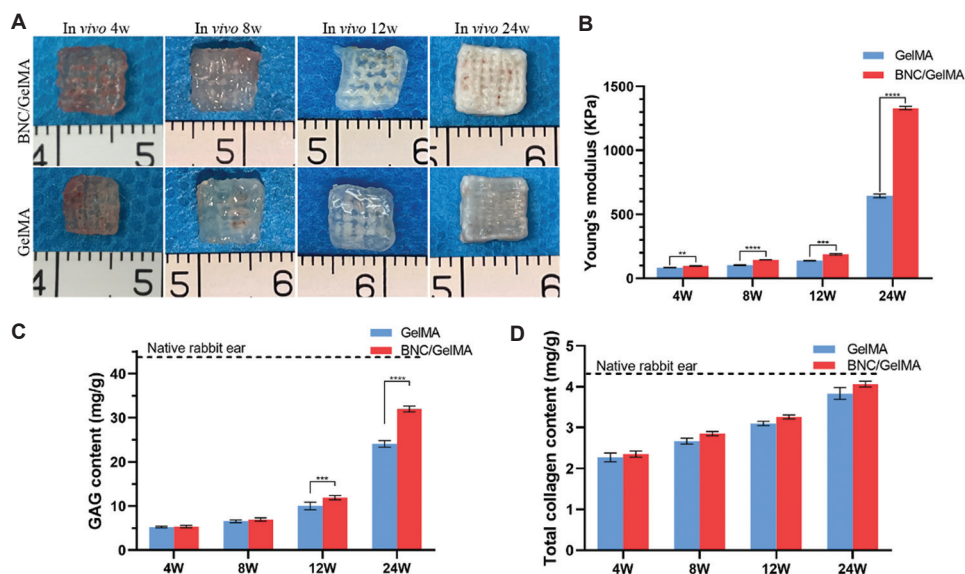 A
In vivo 4w
In vivo 8w
In vivo 12w
In vivo 24w
BNC/GelMA
4 5
5
5 6
6
GelMA
4 5
5 6
5 6
6
B
GelMA
BNC/GelMA
Young's modulus (KPa)
1500
1000
500
0
**
****
***
****
4W
8W
12W
24W
C
GelMA
BNC/GelMA
Native rabbit ear
GAG content (mg/g)
40
30
20
10
0
***
****
4W
8W
12W
24W
D
GelMA
BNC/GelMA
Native rabbit ear
Total collagen content (mg/g)
5
4
3
2
1
0
4W
8W
12W
24W